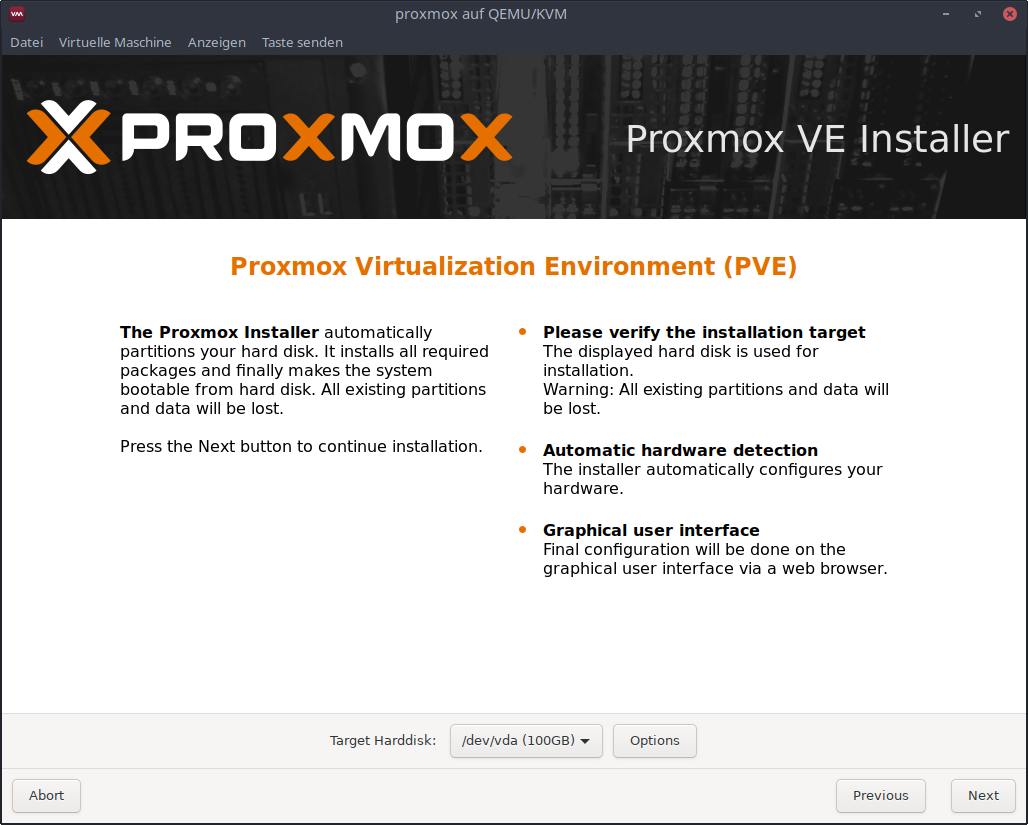 proxmox auf QEMU/KVM
Datei Virtuelle Maschine Anzeigen Taste senden
PROXMOX
Proxmox VE Installer
Proxmox Virtualization Environment (PVE)
The Proxmox Installer automatically
partitions your hard disk. It installs all required
packages and finally makes the system
bootable from hard disk. All existing partitions
and data will be lost.
Press the Next button to continue installation.
Please verify the installation target
The displayed hard disk is used for
installation.
Warning: All existing partitions and data will
be lost.
Automatic hardware detection
The installer automatically configures your
hardware.
Graphical user interface
Final configuration will be done on the
graphical user interface via a web browser.
Target Harddisk: /dev/vda (100GB) Options
Abort Previous Next